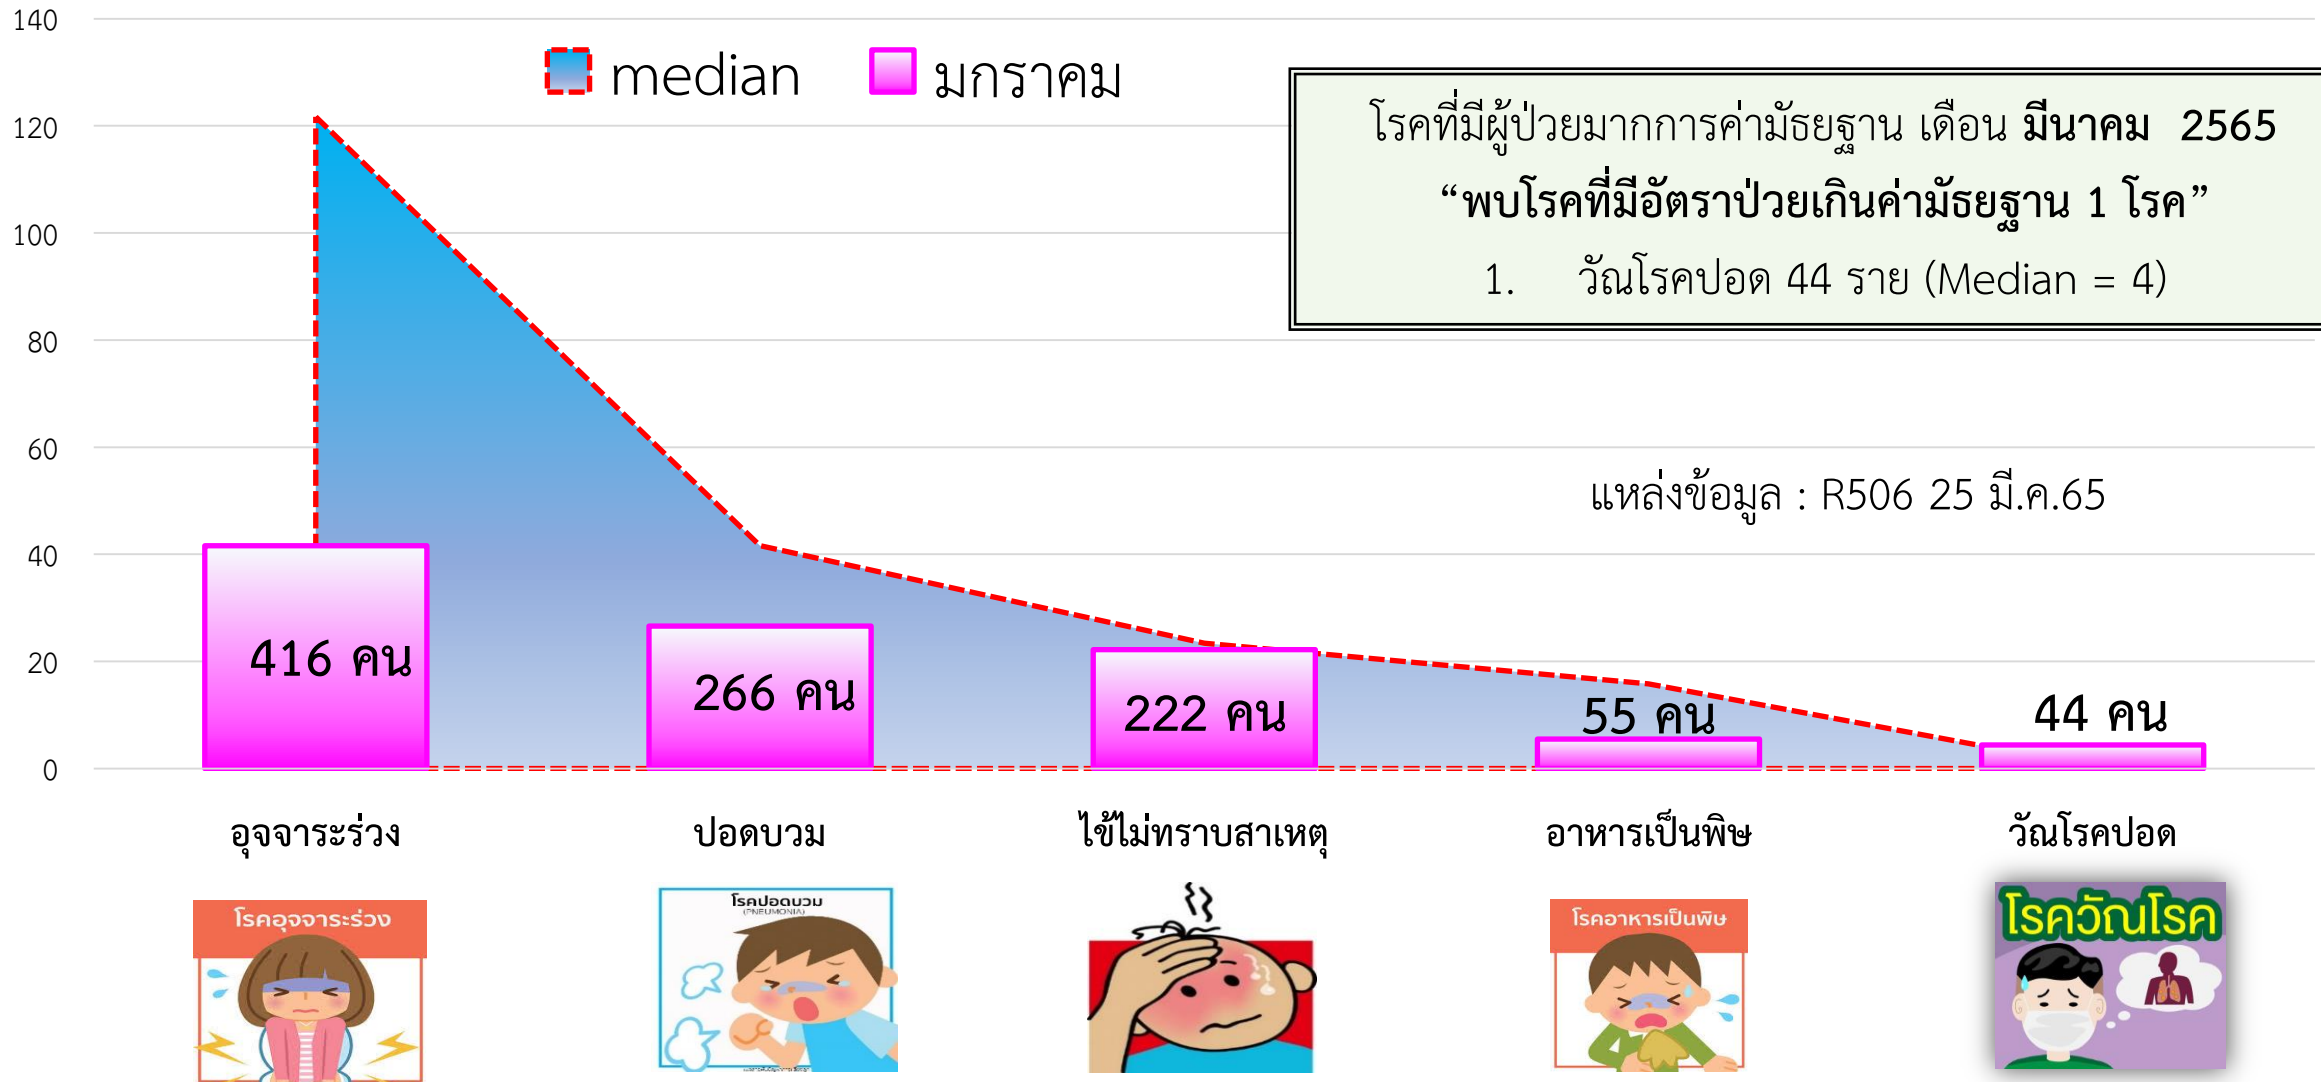 140
120
100
80
60
40
20
0
median
มกราคม
โรคที่มีผู้ป่วยมากการค่ามัธยฐาน เดือน มีนาคม 2565
“พบโรคที่มีอัตราป่วยเกินค่ามัธยฐาน 1 โรค”
1. วัณโรคปอด 44 ราย (Median = 4)
แหล่งข้อมูล : R506 25 มี.ค.65
416 คน
266 คน
222 คน
55 คน
44 คน
อุจจาระร่วง
ปอดบวม
ไข้ไม่ทราบสาเหตุ
อาหารเป็นพิษ
วัณโรคปอด
โรคอุจจาระร่วง
โรคปอดบวม
(PNEUMONIA)
โรคอาหารเป็นพิษ
โรควัณโรค